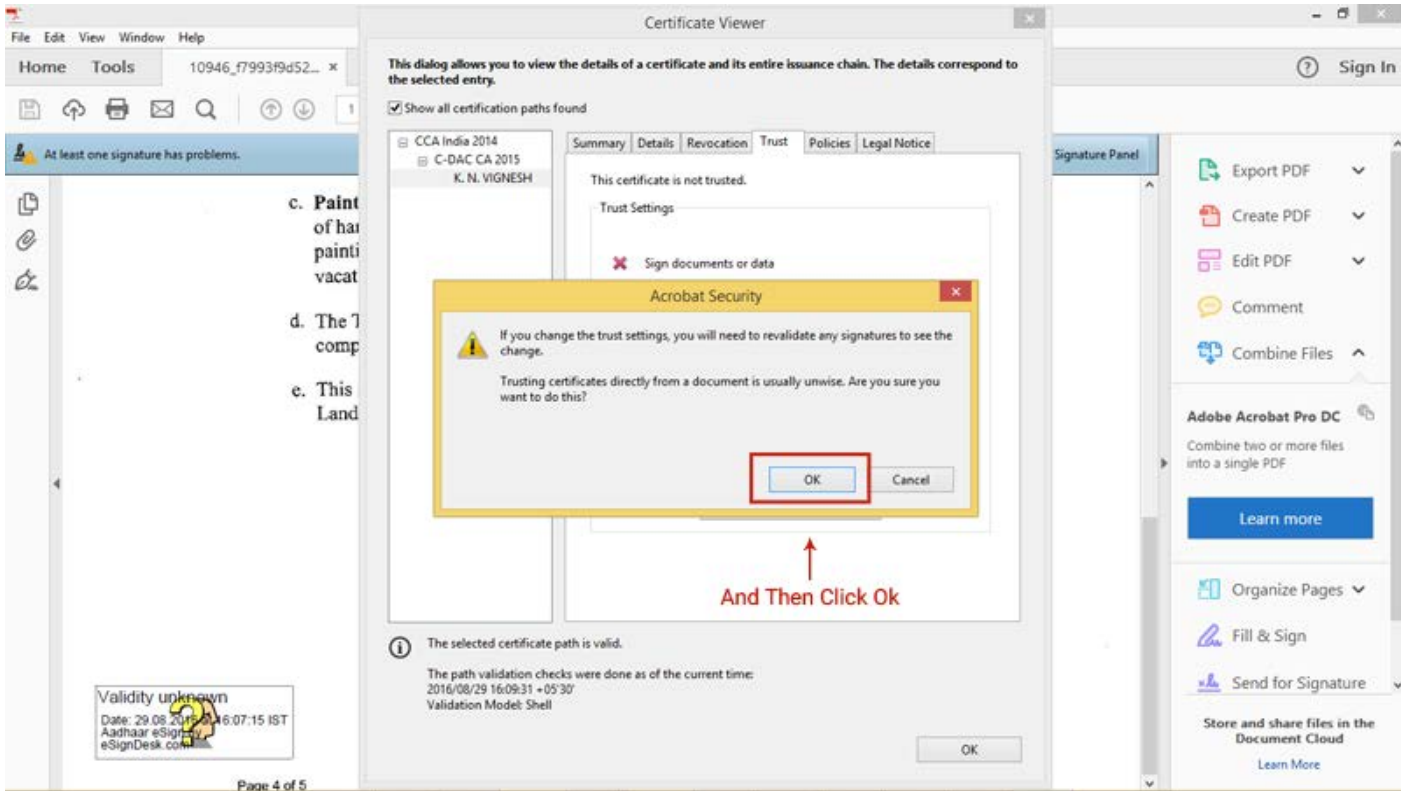 Certificate Viewer
File Edit View Window Help
Home Tools 10946_f7993f9d52... ×
? Sign In
1
At least one signature has problems.
Signature Panel
c. Paint
of har
painti
vacat
d. The T
comp
e. This
Land
Validity unknown
Date: 29.08.2016 16:07:15 IST
Aadhaar eSign by
eSignDesk.com
Page 4 of 5
This dialog allows you to view the details of a certificate and its entire issuance chain. The details correspond to
the selected entry.
Show all certification paths found
CCA India 2014
C-DAC CA 2015
K. N. VIGNESH
Summary Details Revocation Trust Policies Legal Notice
This certificate is not trusted.
Trust Settings
Sign documents or data
Acrobat Security
If you change the trust settings, you will need to revalidate any signatures to see the
change.
Trusting certificates directly from a document is usually unwise. Are you sure you
want to do this?
OK Cancel
And Then Click Ok
The selected certificate path is valid.
The path validation checks were done as of the current time:
2016/08/29 16:09:31 +05'30'
Validation Model: Shell
OK
Export PDF
Create PDF
Edit PDF
Comment
Combine Files
Adobe Acrobat Pro DC
Combine two or more files
into a single PDF
Learn more
Organize Pages
Fill & Sign
Send for Signature
Store and share files in the
Document Cloud
Learn More